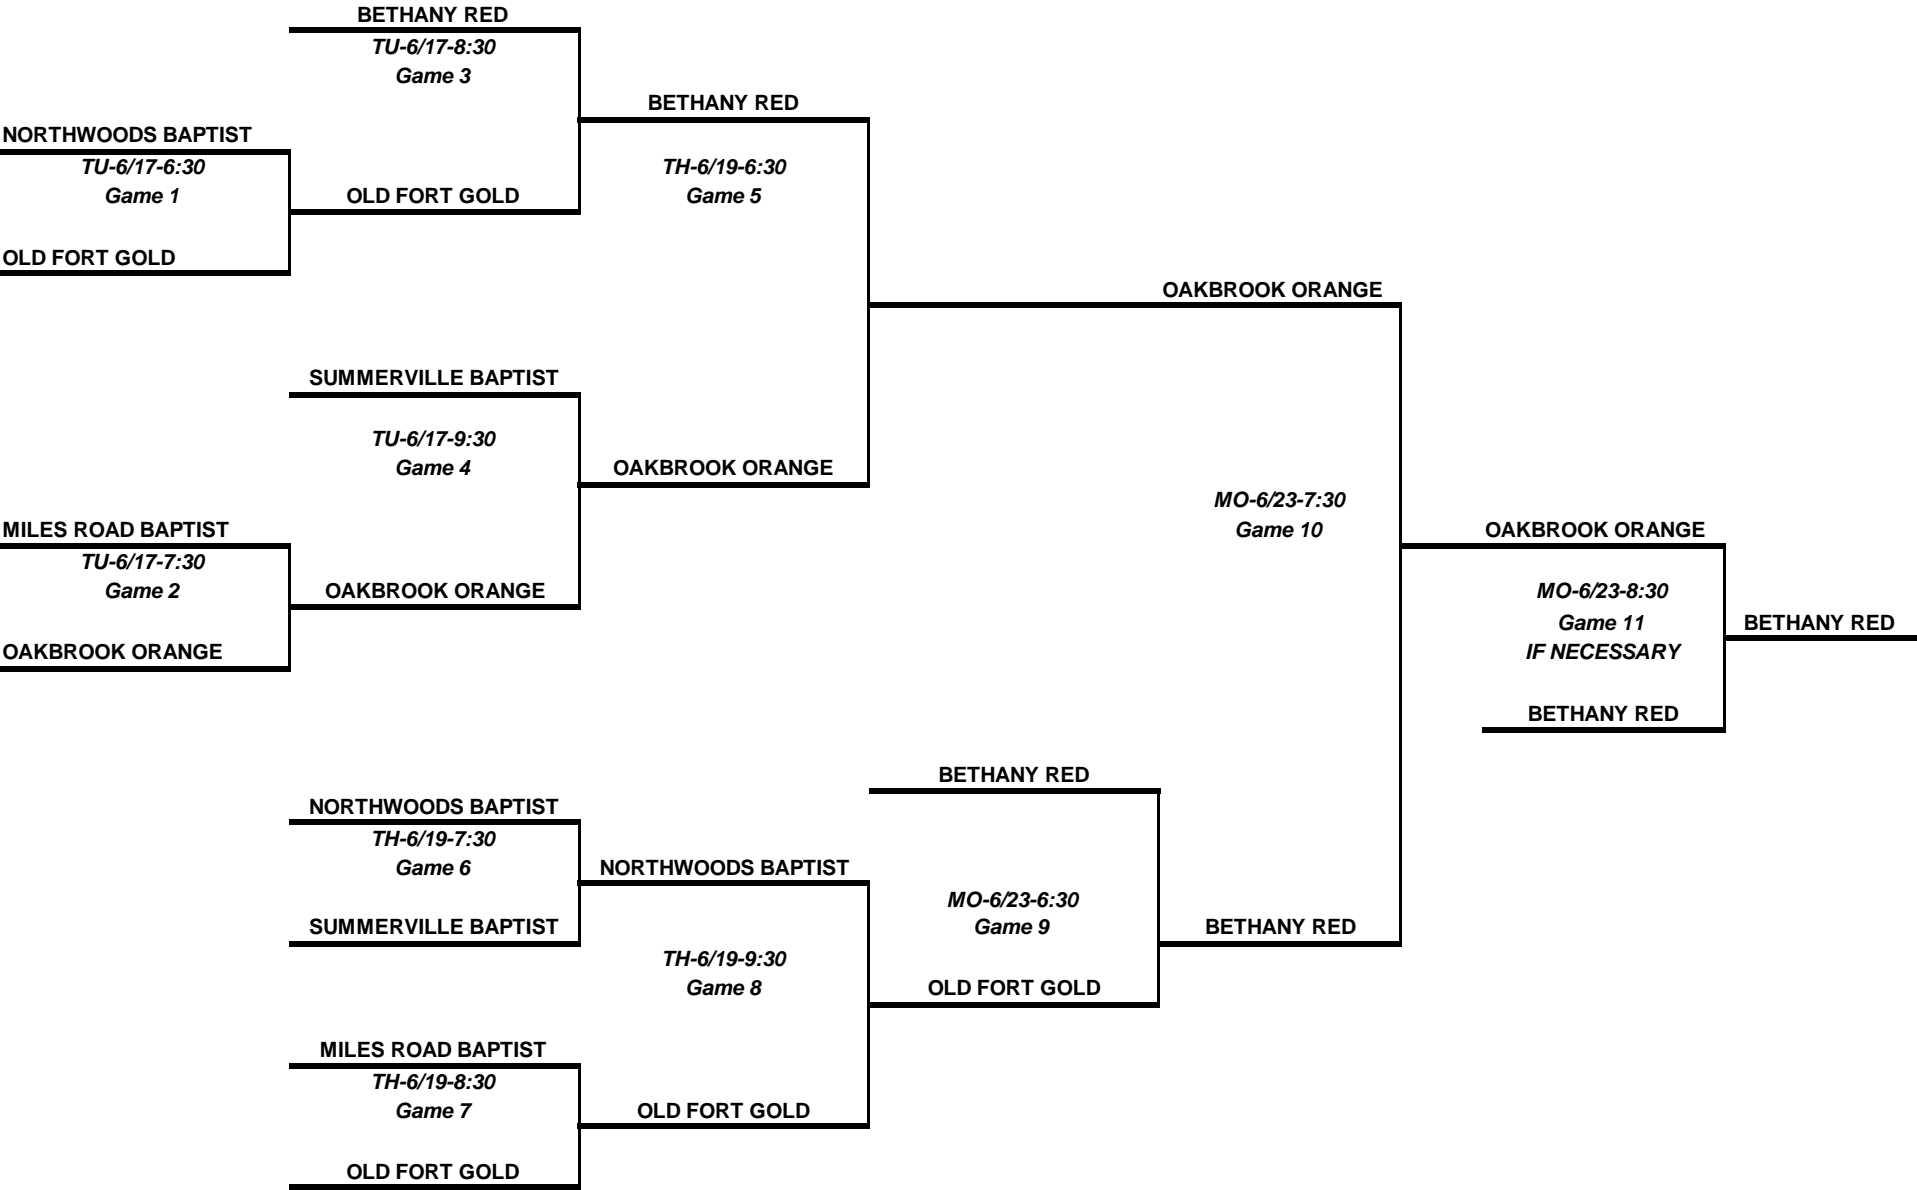 BETHANY RED
TU-6/17-8:30
Game 3
BETHANY RED
NORTHWOODS BAPTIST
TU-6/17-6:30
Game 1
OLD FORT GOLD
TH-6/19-6:30
Game 5
OLD FORT GOLD
OAKBROOK ORANGE
SUMMERVILLE BAPTIST
TU-6/17-9:30
Game 4
OAKBROOK ORANGE
MO-6/23-7:30
Game 10
MILES ROAD BAPTIST
TU-6/17-7:30
Game 2
OAKBROOK ORANGE
OAKBROOK ORANGE
OAKBROOK ORANGE
MO-6/23-8:30
Game 11
IF NECESSARY
BETHANY RED
BETHANY RED
BETHANY RED
NORTHWOODS BAPTIST
TH-6/19-7:30
Game 6
NORTHWOODS BAPTIST
SUMMERVILLE BAPTIST
MO-6/23-6:30
Game 9
BETHANY RED
TH-6/19-9:30
Game 8
OLD FORT GOLD
MILES ROAD BAPTIST
TH-6/19-8:30
Game 7
OLD FORT GOLD
OLD FORT GOLD